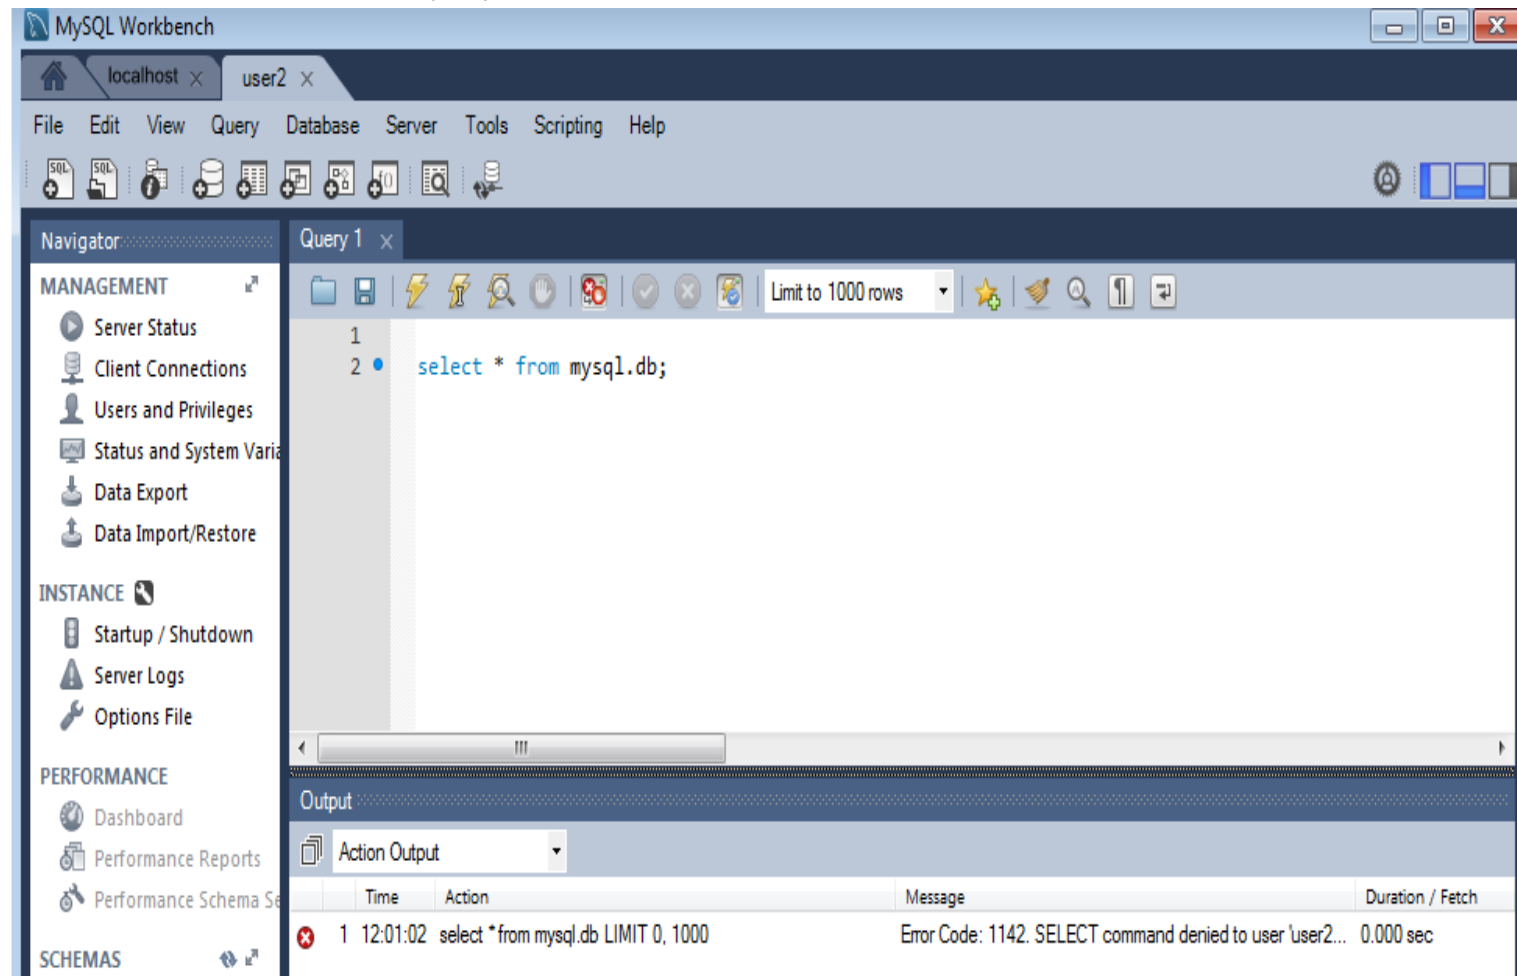 MySQL Workbench
localhost
user2
File Edit View Query Database Server Tools Scripting Help
SQL SQL
Navigator
Query 1
MANAGEMENT
Limit to 1000 rows
Server Status
1
Client Connections
2 select * from mysql.db;
Users and Privileges
Status and System Varia
Data Export
Data Import/Restore
INSTANCE
Startup / Shutdown
Server Logs
Options File
PERFORMANCE
Dashboard
Performance Reports
Performance Schema Se
SCHEMAS
Output
Action Output
Time Action Message Duration / Fetch
1 12:01:02 select * from mysql.db LIMIT 0, 1000 Error Code: 1142. SELECT command denied to user 'user2... 0.000 sec